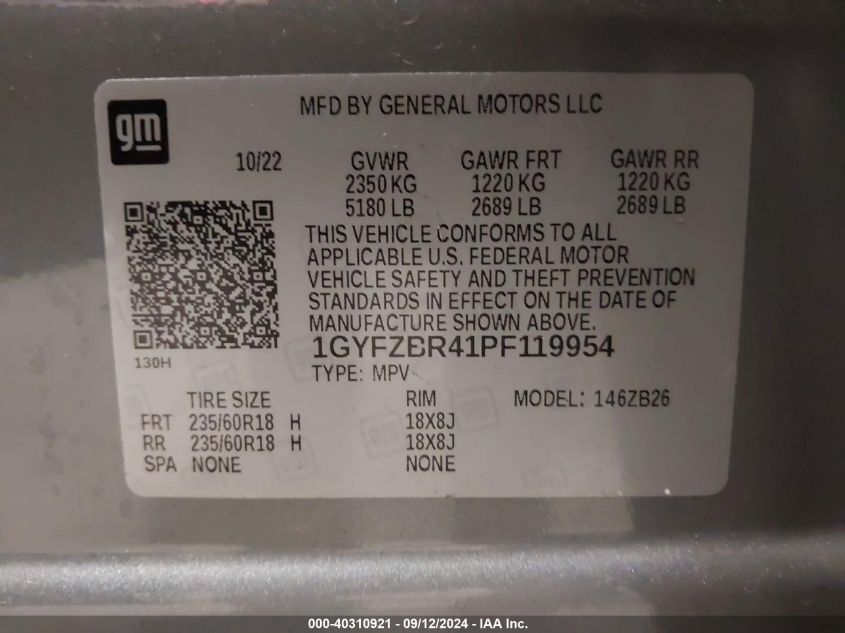 MFD BY GENERAL MOTORS LLC
gm
10/22 GVWR GAWR FRT GAWR RR
2350 KG 1220 KG 1220 KG
5180 LB 2689 LB 2689 LB
THIS VEHICLE CONFORMS TO ALL
APPLICABLE U.S. FEDERAL MOTOR
VEHICLE SAFETY AND THEFT PREVENTION
STANDARDS IN EFFECT ON THE DATE OF
MANUFACTURE SHOWN ABOVE.
1GYFZBR41PF119954
130H
TYPE: MPV
TIRE SIZE RIM MODEL: 146ZB26
FRT 235/60R18 H 18X8J
RR 235/60R18 H 18X8J
SPA NONE NONE
000-40310921 - 09/12/2024 - IAA Inc.